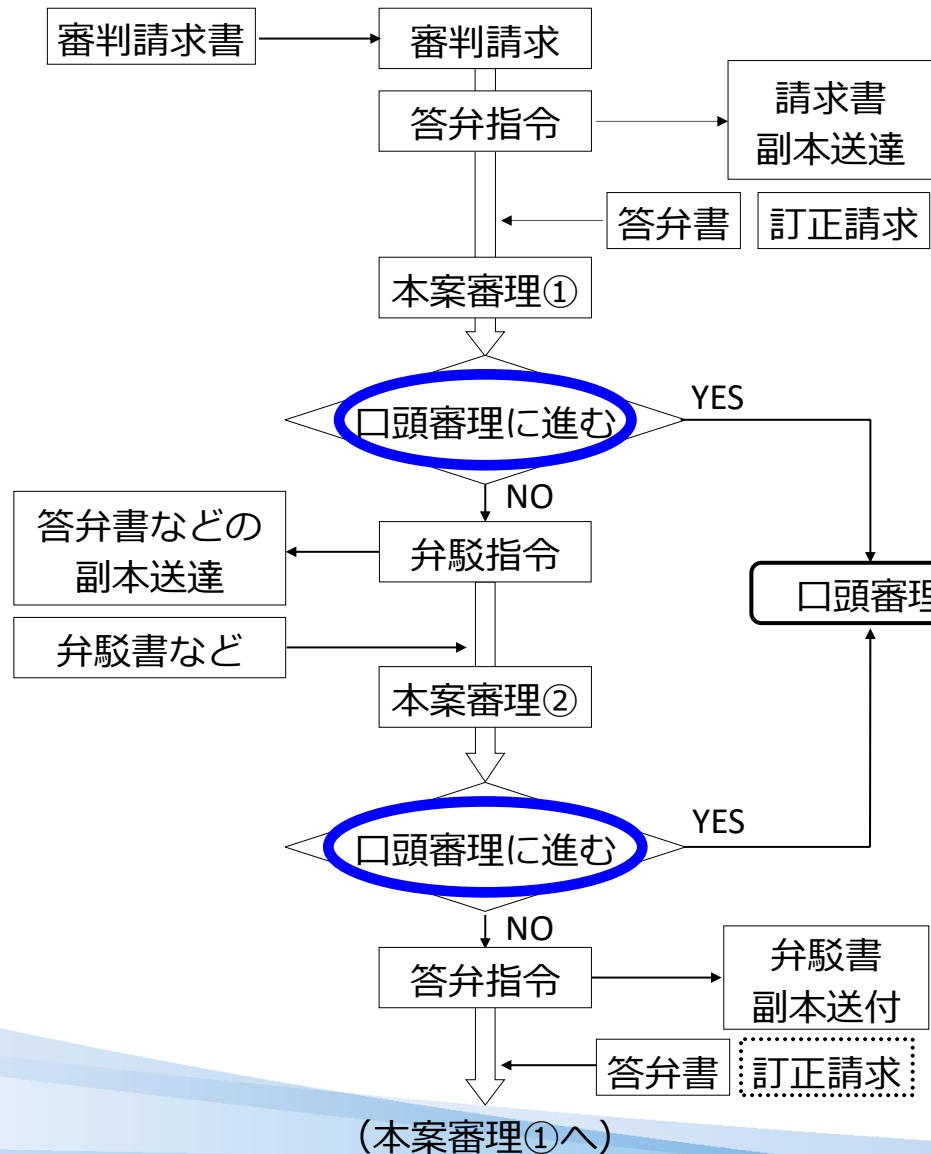 審判請求書
審判請求
答弁指令
請求書
副本送達
答弁書
訂正請求
本案審理①
口頭審理に進む
YES
NO
答弁書などの
副本送達
弁駁指令
口頭審理
弁駁書など
本案審理②
口頭審理に進む
YES
NO
答弁指令
弁駁書
副本送付
答弁書
訂正請求
（本案審理①へ）